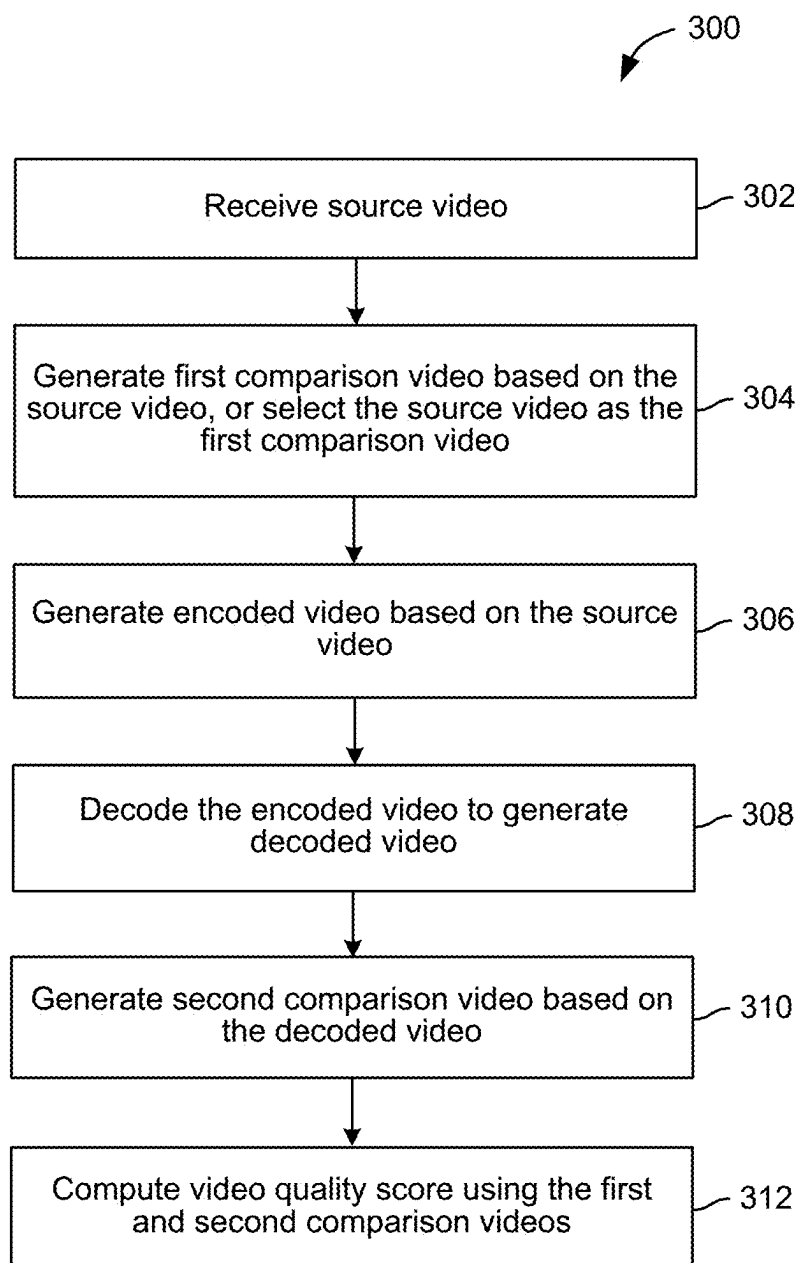 300
Receive source video
302
Generate first comparison video based on the
source video, or select the source video as the
first comparison video
304
Generate encoded video based on the source
video
306
Decode the encoded video to generate
decoded video
308
Generate second comparison video based on
the decoded video
310
Compute video quality score using the first
and second comparison videos
312